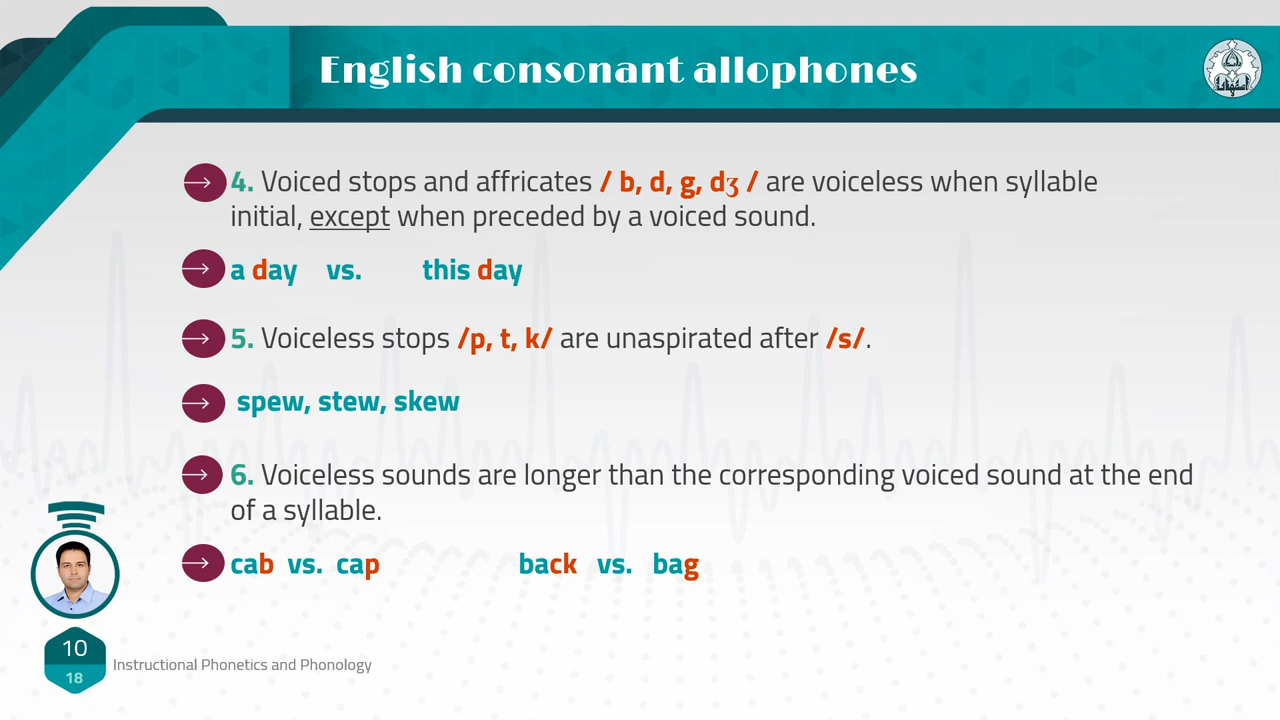 English consonant allophones
4. Voiced stops and affricates / b, d, g, dʒ / are voiceless when syllable
initial, except when preceded by a voiced sound.
a day vs. this day
5. Voiceless stops /p, t, k/ are unaspirated after /s/.
spew, stew, skew
6. Voiceless sounds are longer than the corresponding voiced sound at the end
of a syllable.
cab vs. cap back vs. bag
10
18
Instructional Phonetics and Phonology